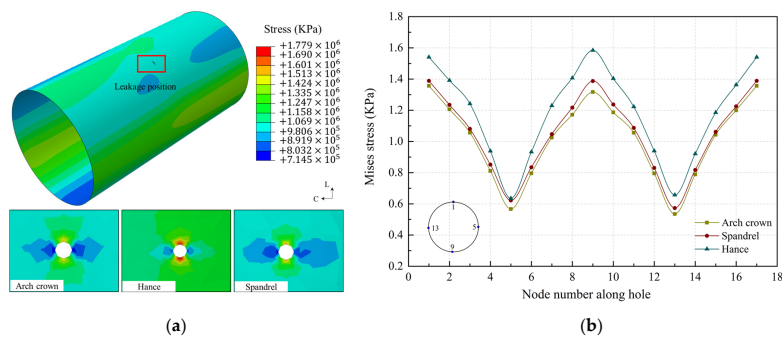 (a)
Stress (KPa)
+1.779 × 10⁶
+1.690 × 10⁶
+1.601 × 10⁶
+1.513 × 10⁶
+1.424 × 10⁶
+1.335 × 10⁶
+1.247 × 10⁶
+1.158 × 10⁶
+1.069 × 10⁶
+9.806 × 10⁵
+8.919 × 10⁵
+8.032 × 10⁵
+7.145 × 10⁵
Leakage position
L
C
Arch crown
Hance
Spandrel
(a)
(b)
Mises stress (KPa)
1.8
1.6
1.4
1.2
1.0
0.8
0.6
0.4
0.2
0 2 4 6 8 10 12 14 16 18
Node number along hole
1
13
5
9
Arch crown
Spandrel
Hance
(b)